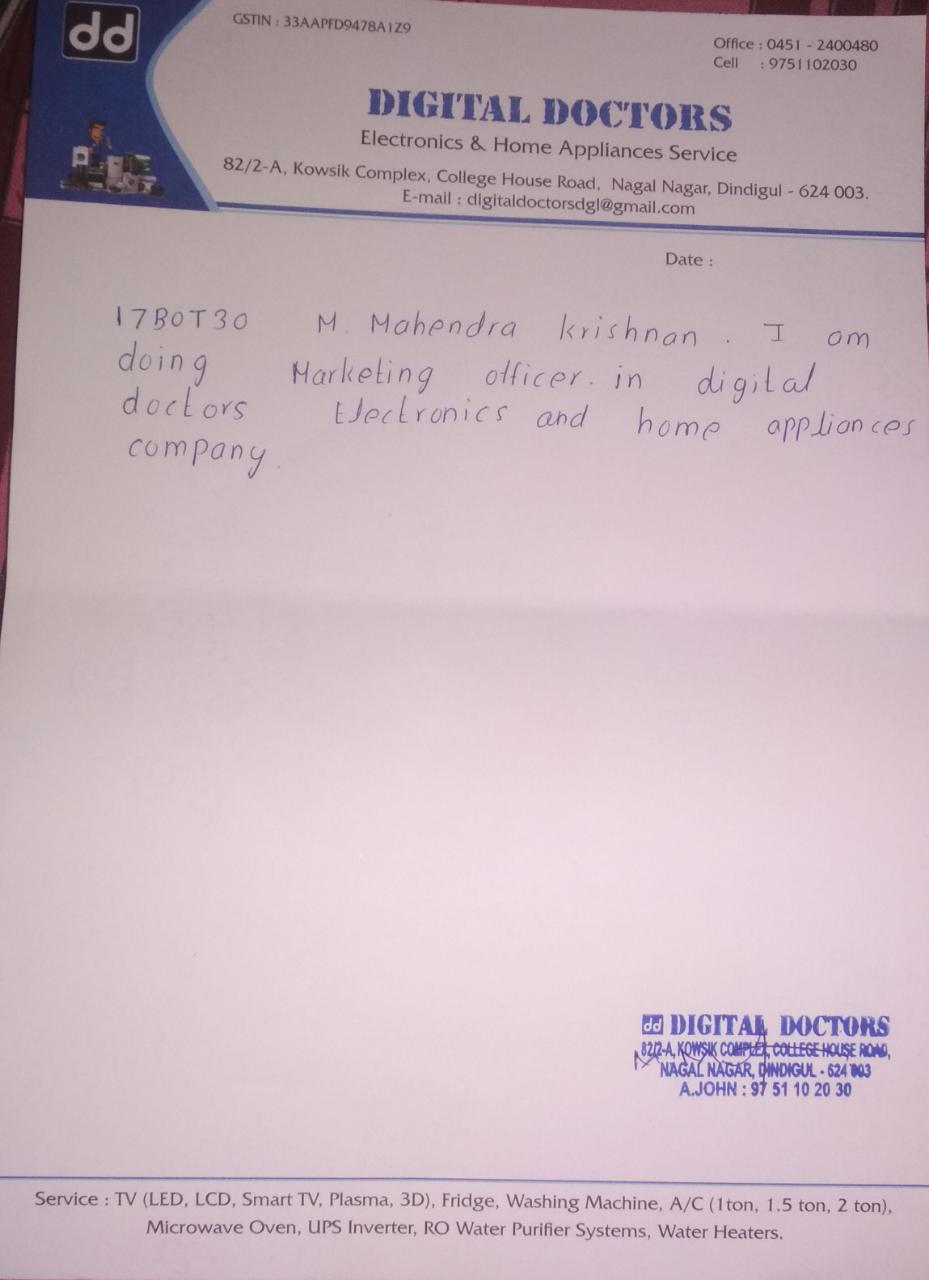 dd
GSTIN : 33AAPFD9478A1Z9
Office : 0451 - 2400480
Cell : 9751102030
DIGITAL DOCTORS
Electronics & Home Appliances Service
82/2-A, Kowsik Complex, College House Road, Nagal Nagar, Dindigul - 624 003.
E-mail : digitaldoctorsdgl@gmail.com
Date :
17BOT30 M. Mahendra krishnan. I am
doing Marketing officer. in digital
doctors Electronics and home appliances
company.
dd DIGITAL DOCTORS
82/2-A, KOWSIK COMPLEX, COLLEGE HOUSE ROAD,
NAGAL NAGAR, DINDIGUL - 624 003
A.JOHN : 97 51 10 20 30
Service : TV (LED, LCD, Smart TV, Plasma, 3D), Fridge, Washing Machine, A/C (1ton, 1.5 ton, 2 ton),
Microwave Oven, UPS Inverter, RO Water Purifier Systems, Water Heaters.